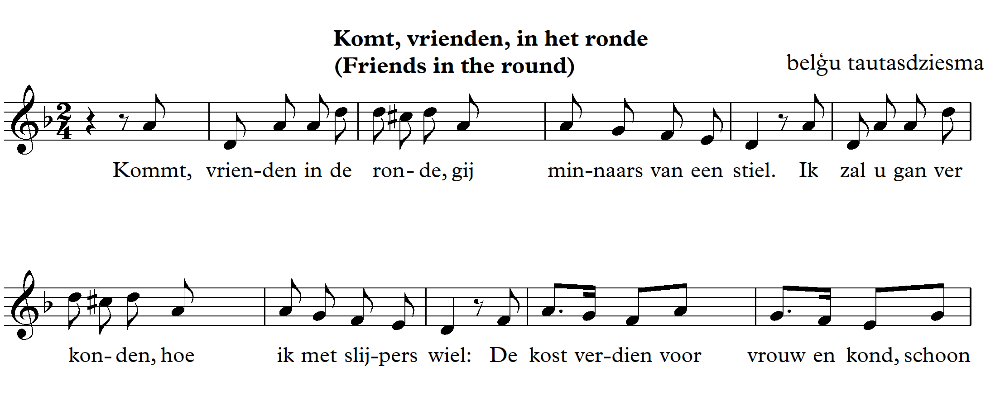 Komt, vrienden, in het ronde
(Friends in the round)
belģu tautasdziesma
2
4
Kommt, vrien-den in de ron- de, gij min-naars van een stiel. Ik zal u gan ver
kon- den, hoe ik met slij-pers wiel: De kost ver-dien voor vrouw en kond, schoon